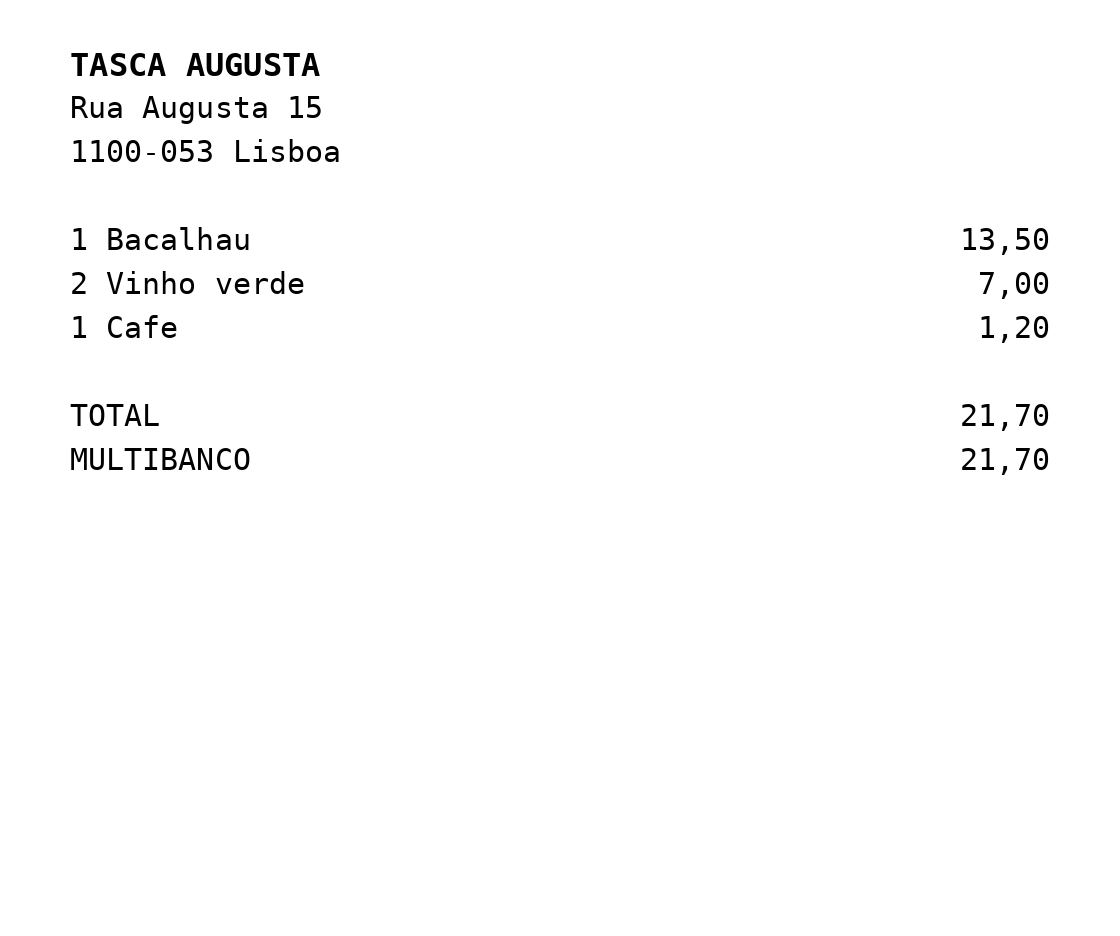 TASCA AUGUSTA
Rua Augusta 15
1100-053 Lisboa
1 Bacalhau 13,50
2 Vinho verde 7,00
1 Cafe 1,20
TOTAL 21,70
MULTIBANCO 21,70